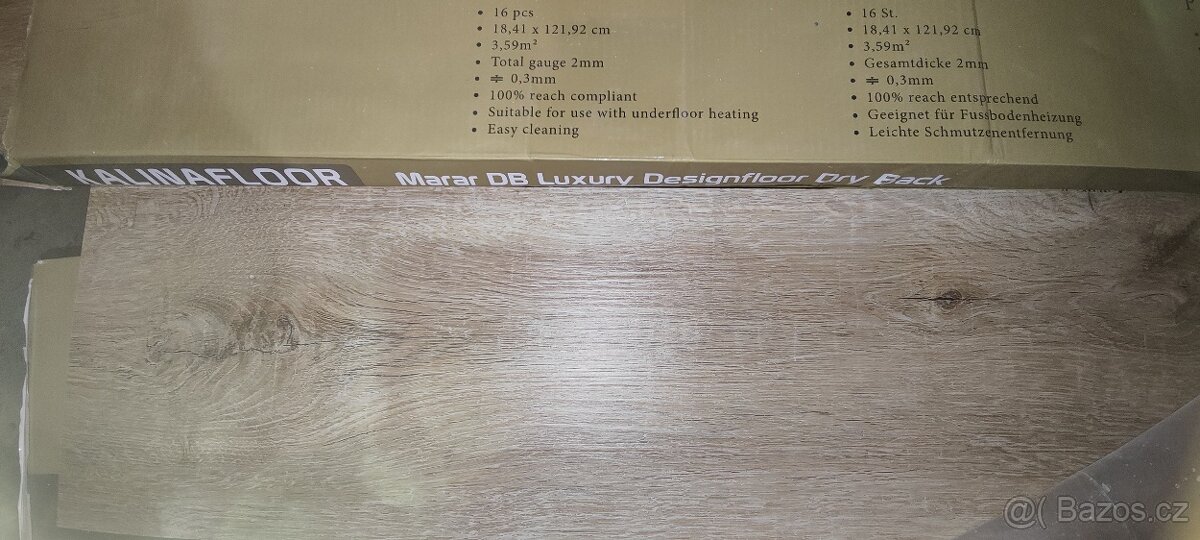 • 16 pcs
• 18,41 x 121,92 cm
• 3,59m²
• Total gauge 2mm
• 0,3mm
• 100% reach compliant
• Suitable for use with underfloor heating
• Easy cleaning
• 16 St.
• 18,41 x 121,92 cm
• 3,59m²
• Gesamtdicke 2mm
• 0,3mm
• 100% reach entsprechend
• Geeignet für Fussbodenheizung
• Leichte Schmutzenentfernung
KALINAFLOOR Marar DB Luxury Designfloor Dry Back
@( Bazos.cz